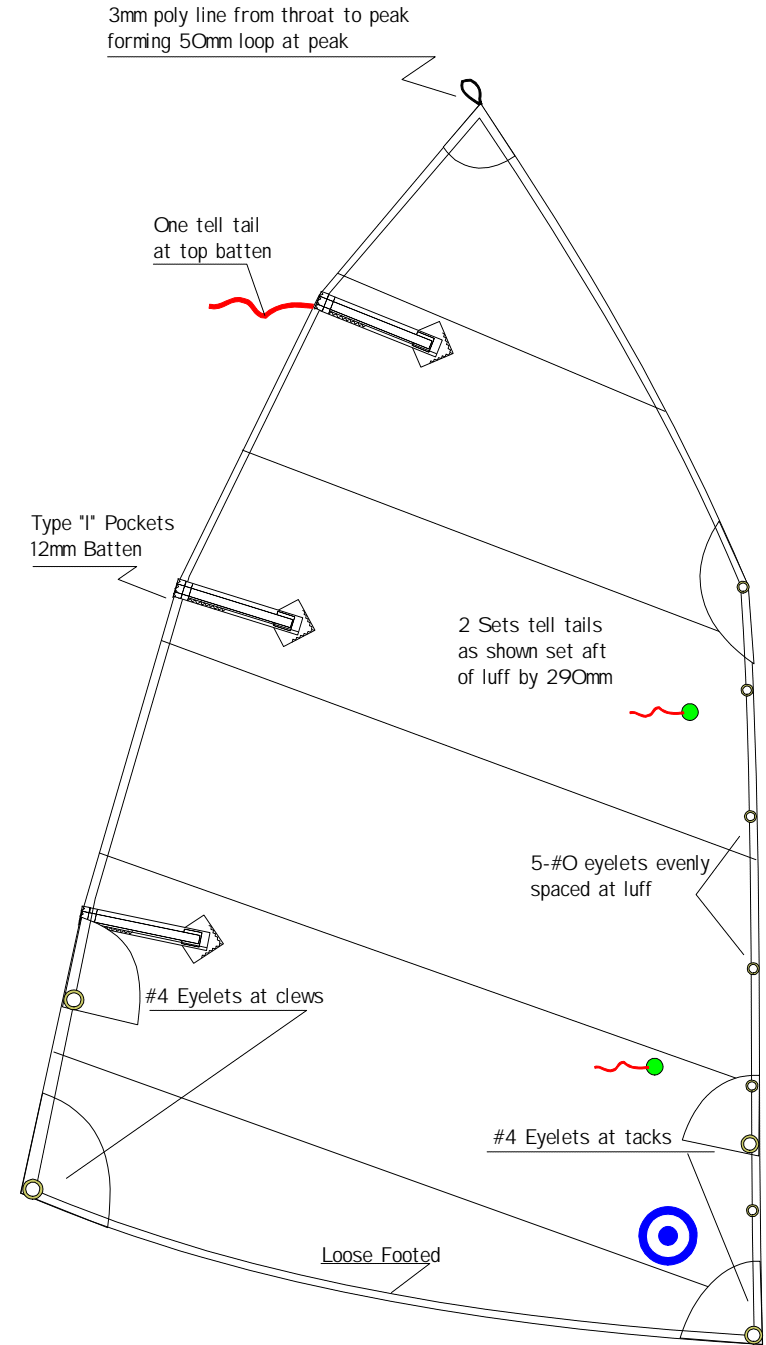 3mm poly line from throat to peak
forming 50mm loop at peak
One tell tail
at top batten
Type "I" Pockets
12mm Batten
2 Sets tell tails
as shown set aft
of luff by 290mm
5-#0 eyelets evenly
spaced at luff
#4 Eyelets at clews
#4 Eyelets at tacks
Loose Footed